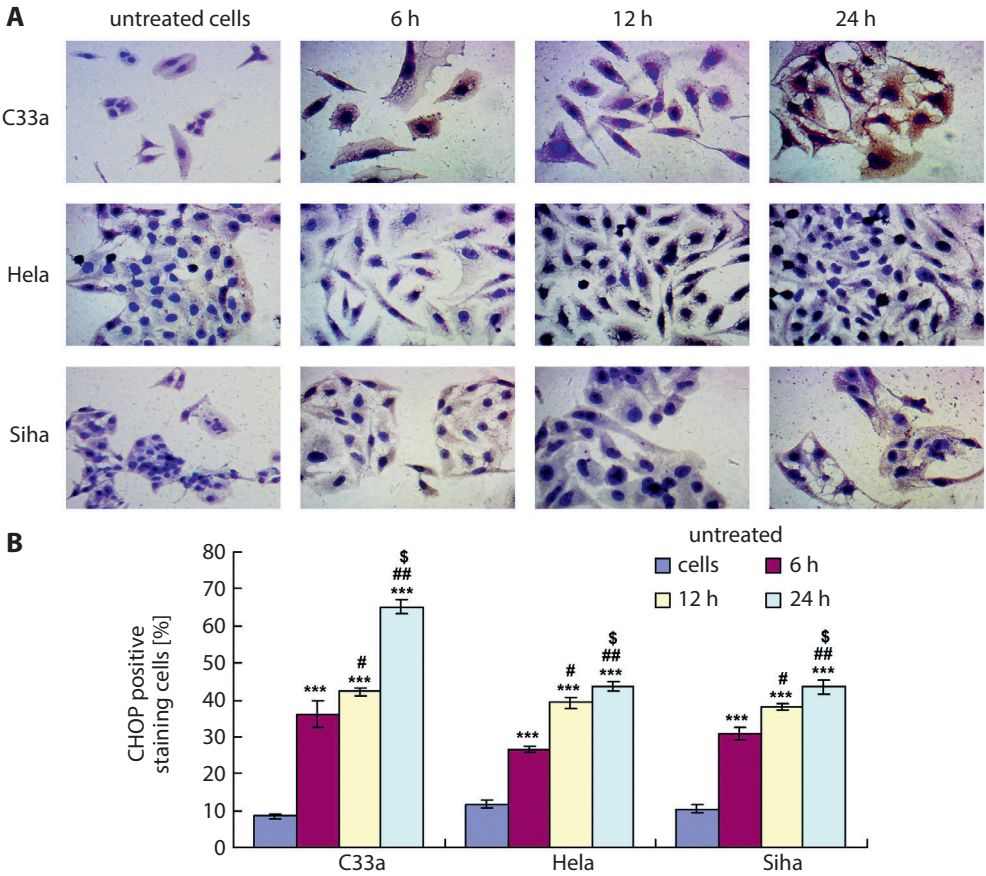 A
untreated cells 6 h 12 h 24 h
C33a
Hela
Siha
B
untreated
cells 6 h
12 h 24 h
CHOP positive
staining cells [%]
80
70
60
50
40
30
20
10
0
***
#
***
$
##
***
***
#
***
$
##
***
***
#
***
$
##
***
C33a Hela Siha